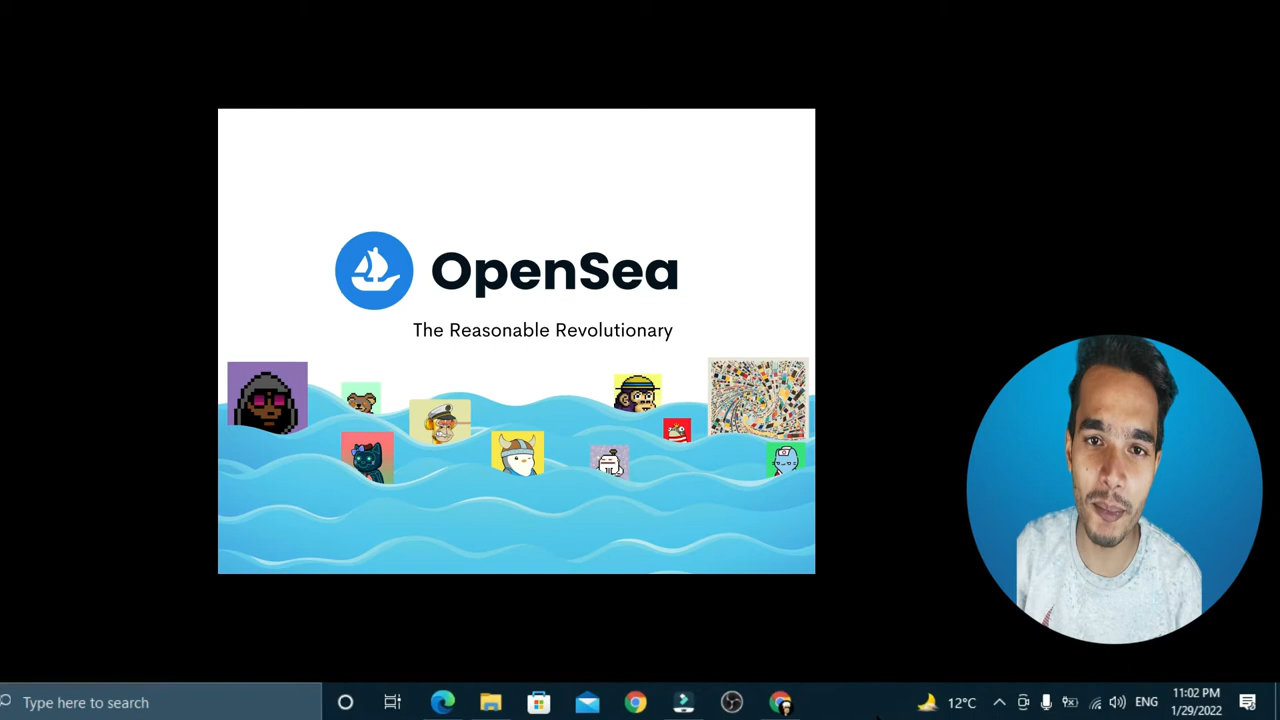 OpenSea
The Reasonable Revolutionary
Type here to search
12°C
ENG
11:02 PM
1/29/2022